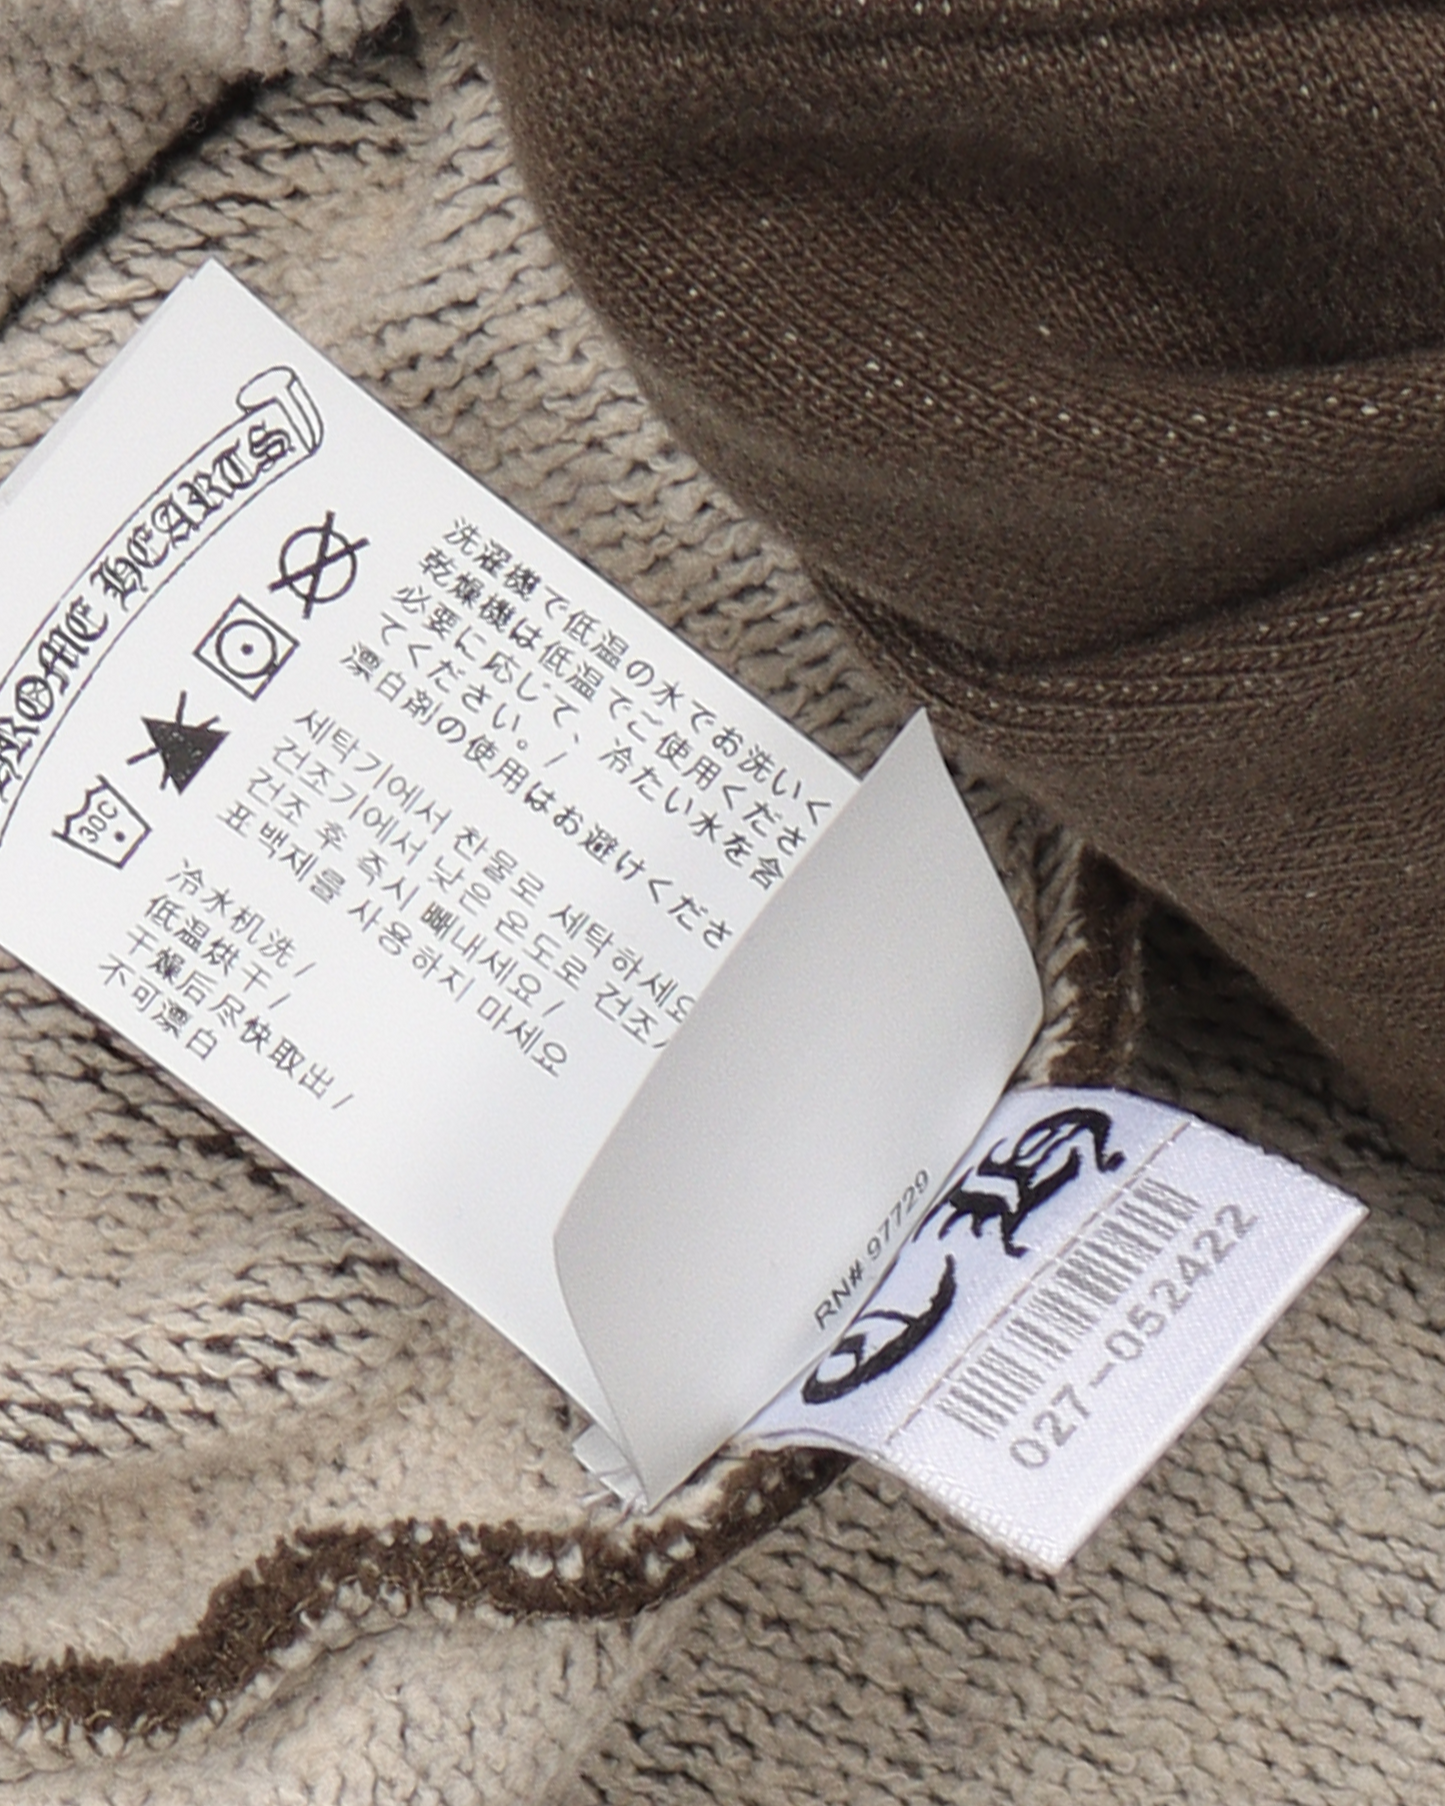 HROME HEARTS
洗濯機で低温の水でお洗いく
乾燥機は低温でご使用くださ
必要に応じて、冷たい水を含
てください。/
漂白剤の使用はお避けくださ
세탁기에서 찬물로 세탁하세요
건조기에서 낮은 온도로 건조/
건조 후 즉시 빼내세요/
표백제를 사용하지 마세요
30C
冷水机洗/
低温烘干/
干燥后尽快取出/
不可漂白
RN# 97729
027-052422